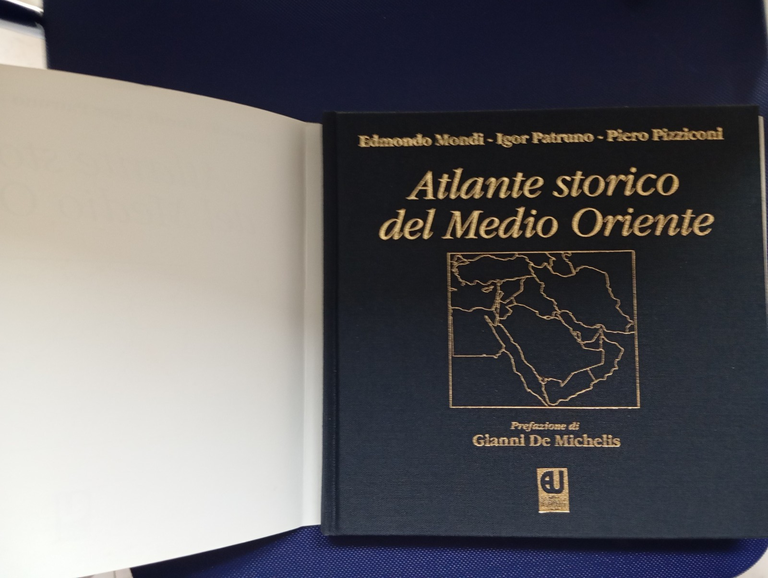 Edmondo Mondi - Igor Patruno - Piero Pizziconi
Atlante storico
del Medio Oriente
Prefazione di
Gianni De Michelis